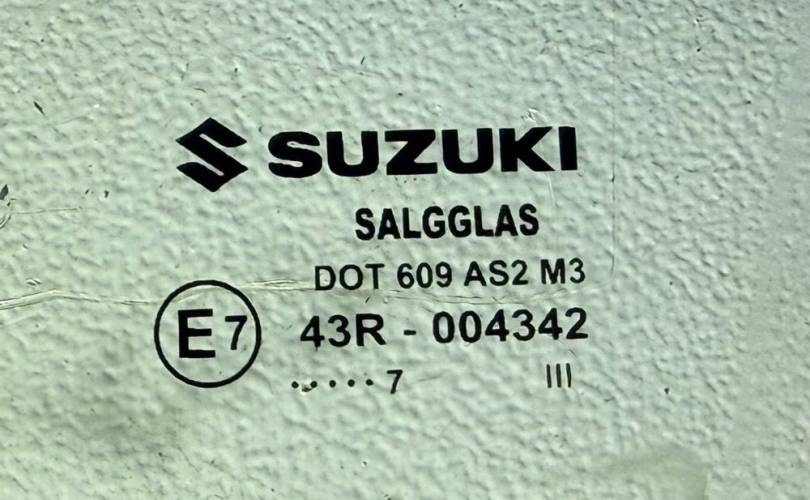 SUZUKI
SALGGLAS
DOT 609 AS2 M3
E7 43R - 004342
.....7 III